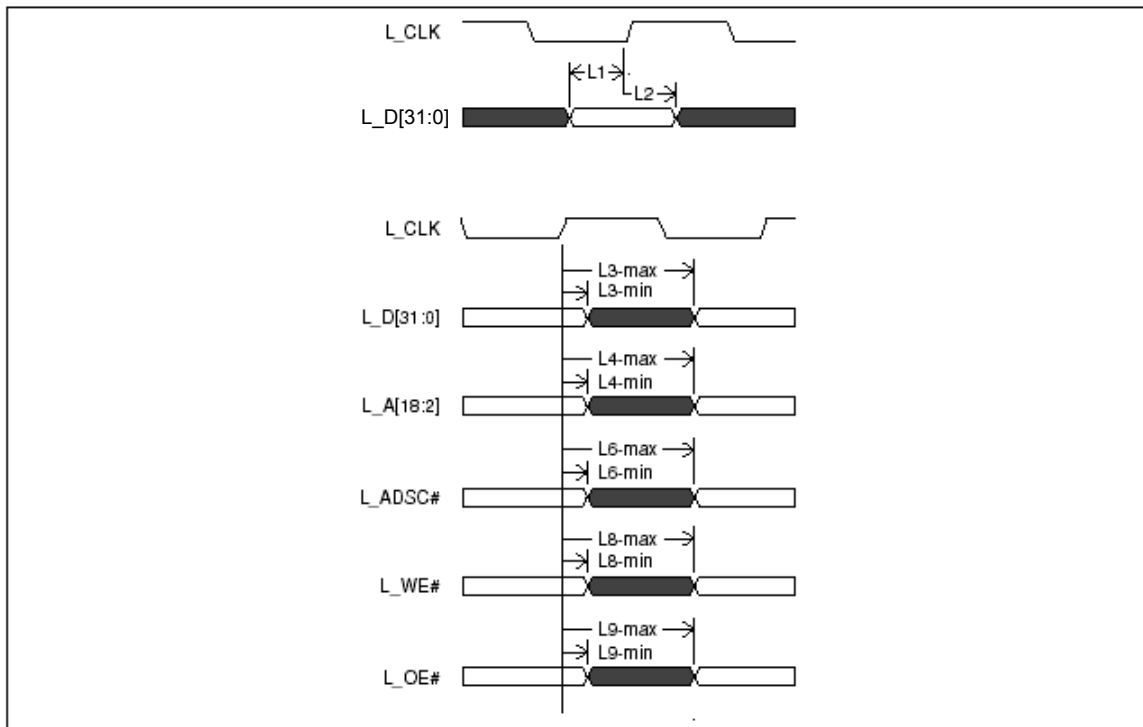 L_CLK
L1
L2
L_D[31:0]
L_CLK
L3-max
L3-min
L_D[31:0]
L4-max
L4-min
L_A[18:2]
L6-max
L6-min
L_ADSC#
L8-max
L8-min
L_WE#
L9-max
L9-min
L_OE#